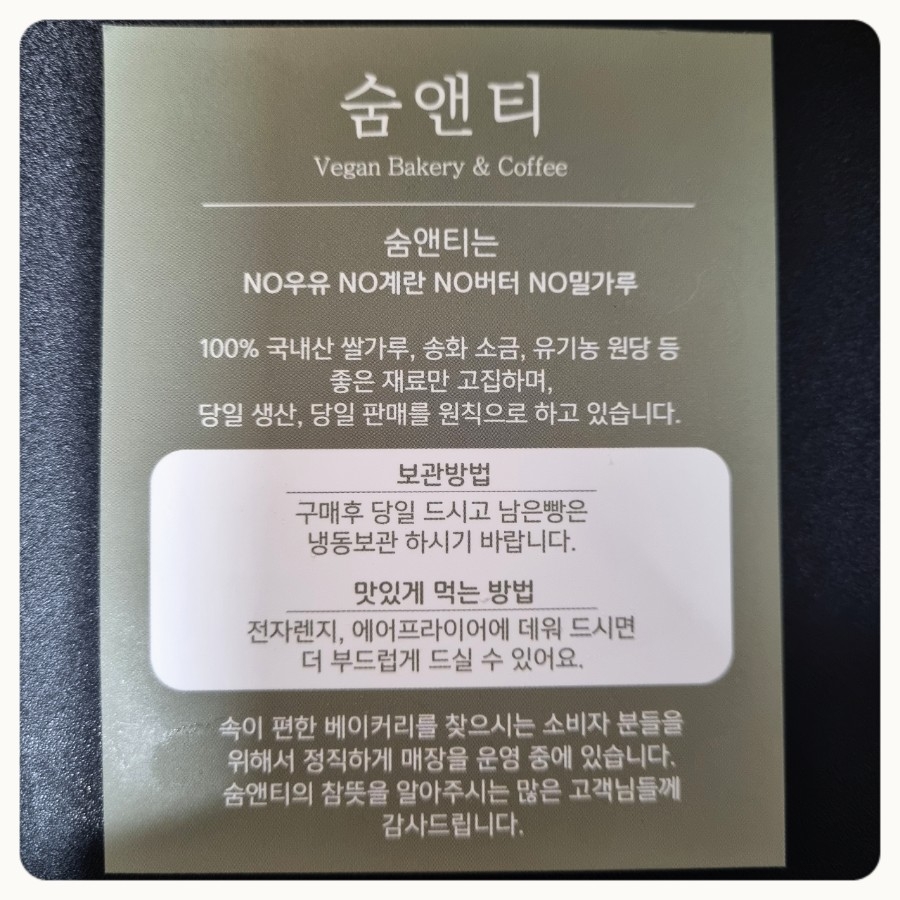 숨앤티
Vegan Bakery & Coffee
숨앤티는
NO우유 NO계란 NO버터 NO밀가루
100% 국내산 쌀가루, 송화 소금, 유기농 원당 등
좋은 재료만 고집하며,
당일 생산, 당일 판매를 원칙으로 하고 있습니다.
보관방법
구매후 당일 드시고 남은빵은
냉동보관 하시기 바랍니다.
맛있게 먹는 방법
전자렌지, 에어프라이어에 데워 드시면
더 부드럽게 드실 수 있어요.
속이 편한 베이커리를 찾으시는 소비자 분들을
위해서 정직하게 매장을 운영 중에 있습니다.
숨앤티의 참뜻을 알아주시는 많은 고객님들께
감사드립니다.